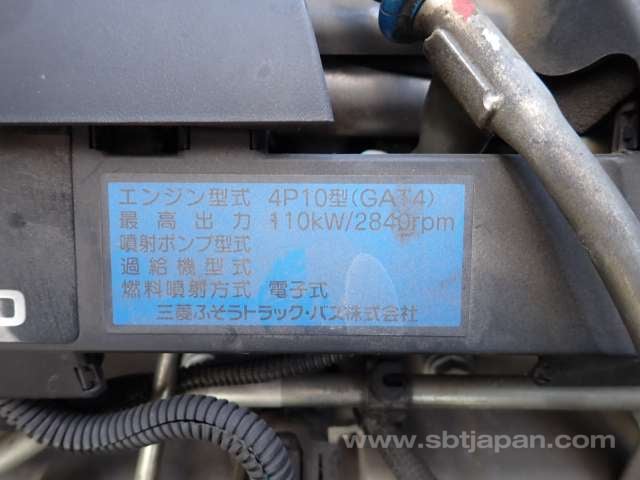 エンジン型式 4P10型(GAT4)
最高出力 110kW/2840rpm
噴射ポンプ型式
過給機型式
燃料噴射方式 電子式
三菱ふそうトラック・バス株式会社
www.sbtjapan.com